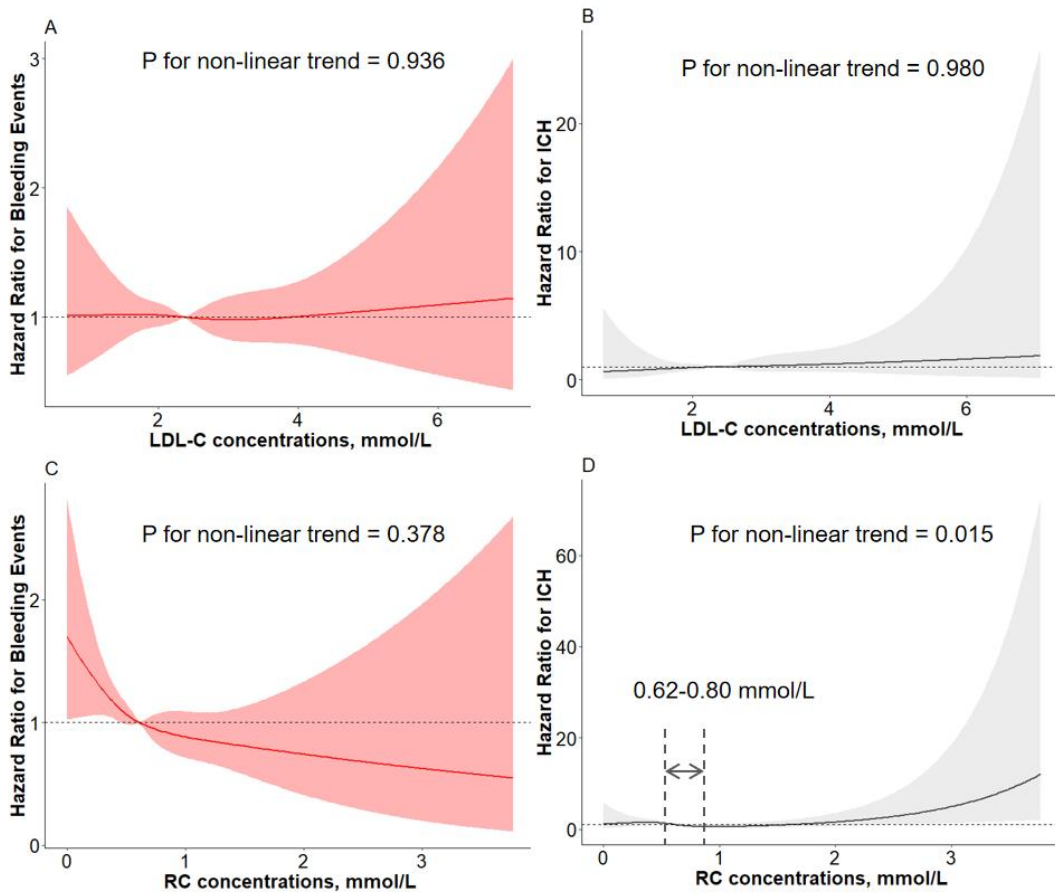 A
P for non-linear trend = 0.936
3
2
1
Hazard Ratio for Bleeding Events
2
4
6
LDL-C concentrations, mmol/L
B
P for non-linear trend = 0.980
20
10
0
Hazard Ratio for ICH
2
4
6
LDL-C concentrations, mmol/L
C
P for non-linear trend = 0.378
2
1
0
Hazard Ratio for Bleeding Events
0
1
2
3
RC concentrations, mmol/L
D
P for non-linear trend = 0.015
60
40
20
0
Hazard Ratio for ICH
0.62-0.80 mmol/L
0
1
2
3
RC concentrations, mmol/L